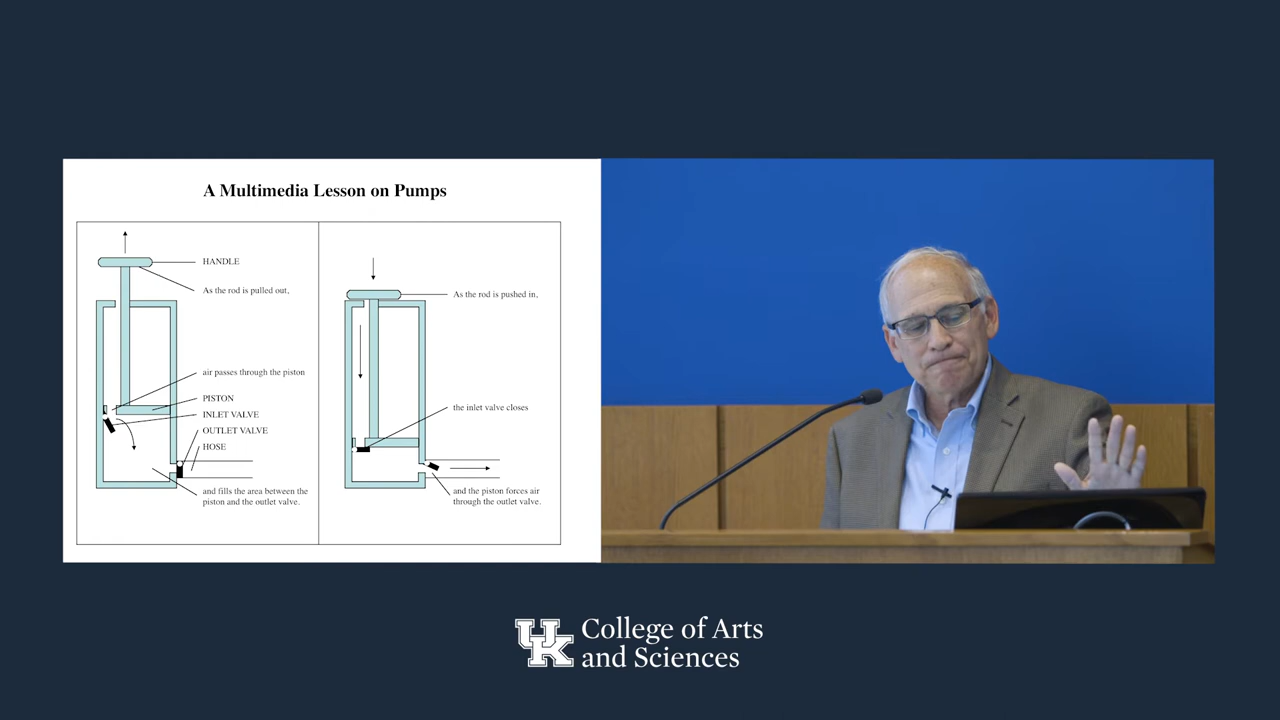 A Multimedia Lesson on Pumps
HANDLE
As the rod is pulled out,
air passes through the piston
PISTON
INLET VALVE
OUTLET VALVE
HOSE
and fills the area between the
piston and the outlet valve.
As the rod is pushed in,
the inlet valve closes
and the piston forces air
through the outlet valve.
UK
College of Arts
and Sciences